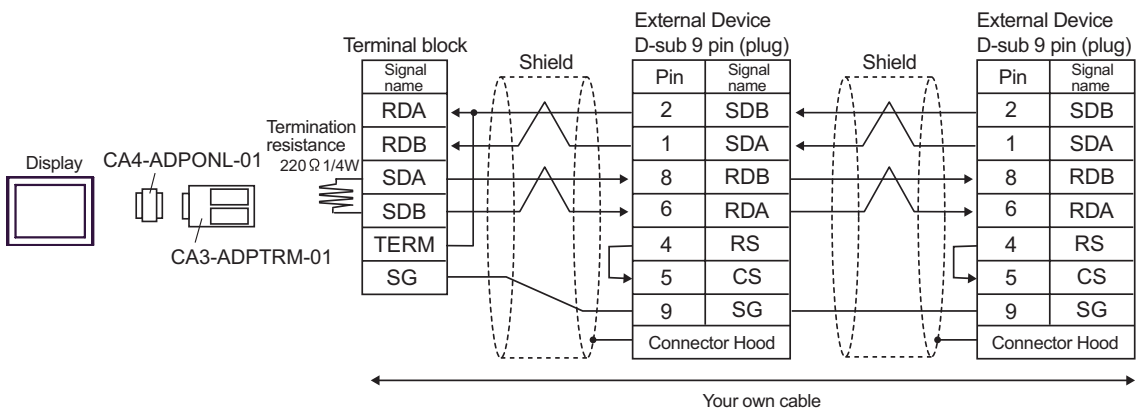 External Device
D-sub 9 pin (plug)
External Device
D-sub 9 pin (plug)
Terminal block
Shield
Shield
Signal name
Pin
Signal name
Pin
Signal name
RDA
2
SDB
2
SDB
Termination resistance
220 Ω 1/4W
RDB
1
SDA
1
SDA
Display
CA4-ADPONL-01
SDA
8
RDB
8
RDB
SDB
6
RDA
6
RDA
CA3-ADPTRM-01
TERM
4
RS
4
RS
SG
5
CS
5
CS
9
SG
9
SG
Connector Hood
Connector Hood
Your own cable